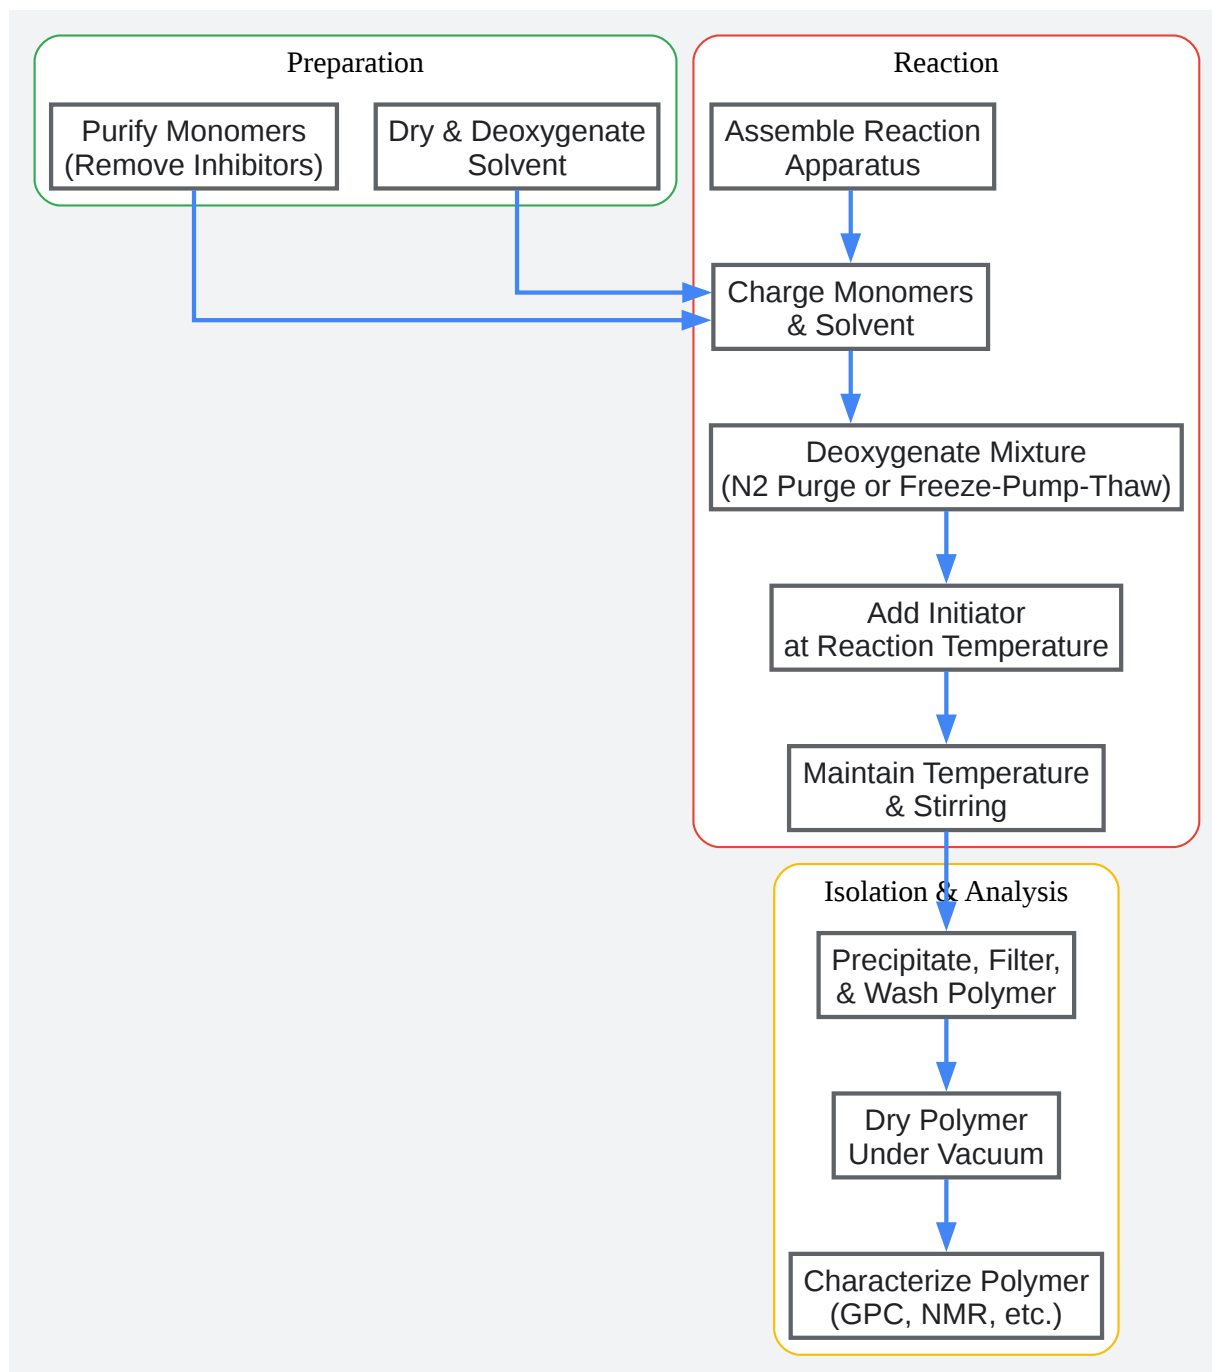 Preparation
Purify Monomers
(Remove Inhibitors)
Dry & Deoxygenate
Solvent
Reaction
Assemble Reaction
Apparatus
Charge Monomers
& Solvent
Deoxygenate Mixture
(N2 Purge or Freeze-Pump-Thaw)
Add Initiator
at Reaction Temperature
Maintain Temperature
& Stirring
Isolation & Analysis
Precipitate, Filter,
& Wash Polymer
Dry Polymer
Under Vacuum
Characterize Polymer
(GPC, NMR, etc.)